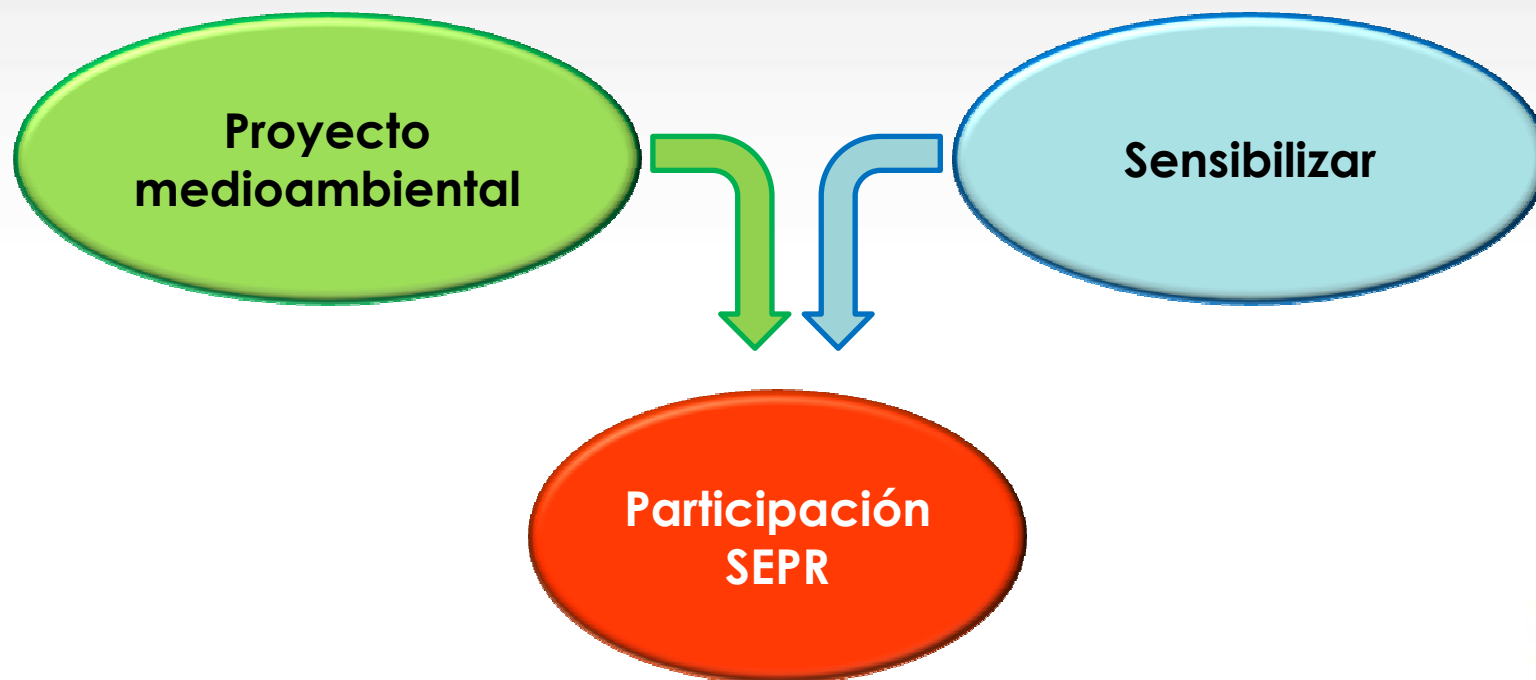 Proyecto
medioambiental
Sensibilizar
Participación
SEPR